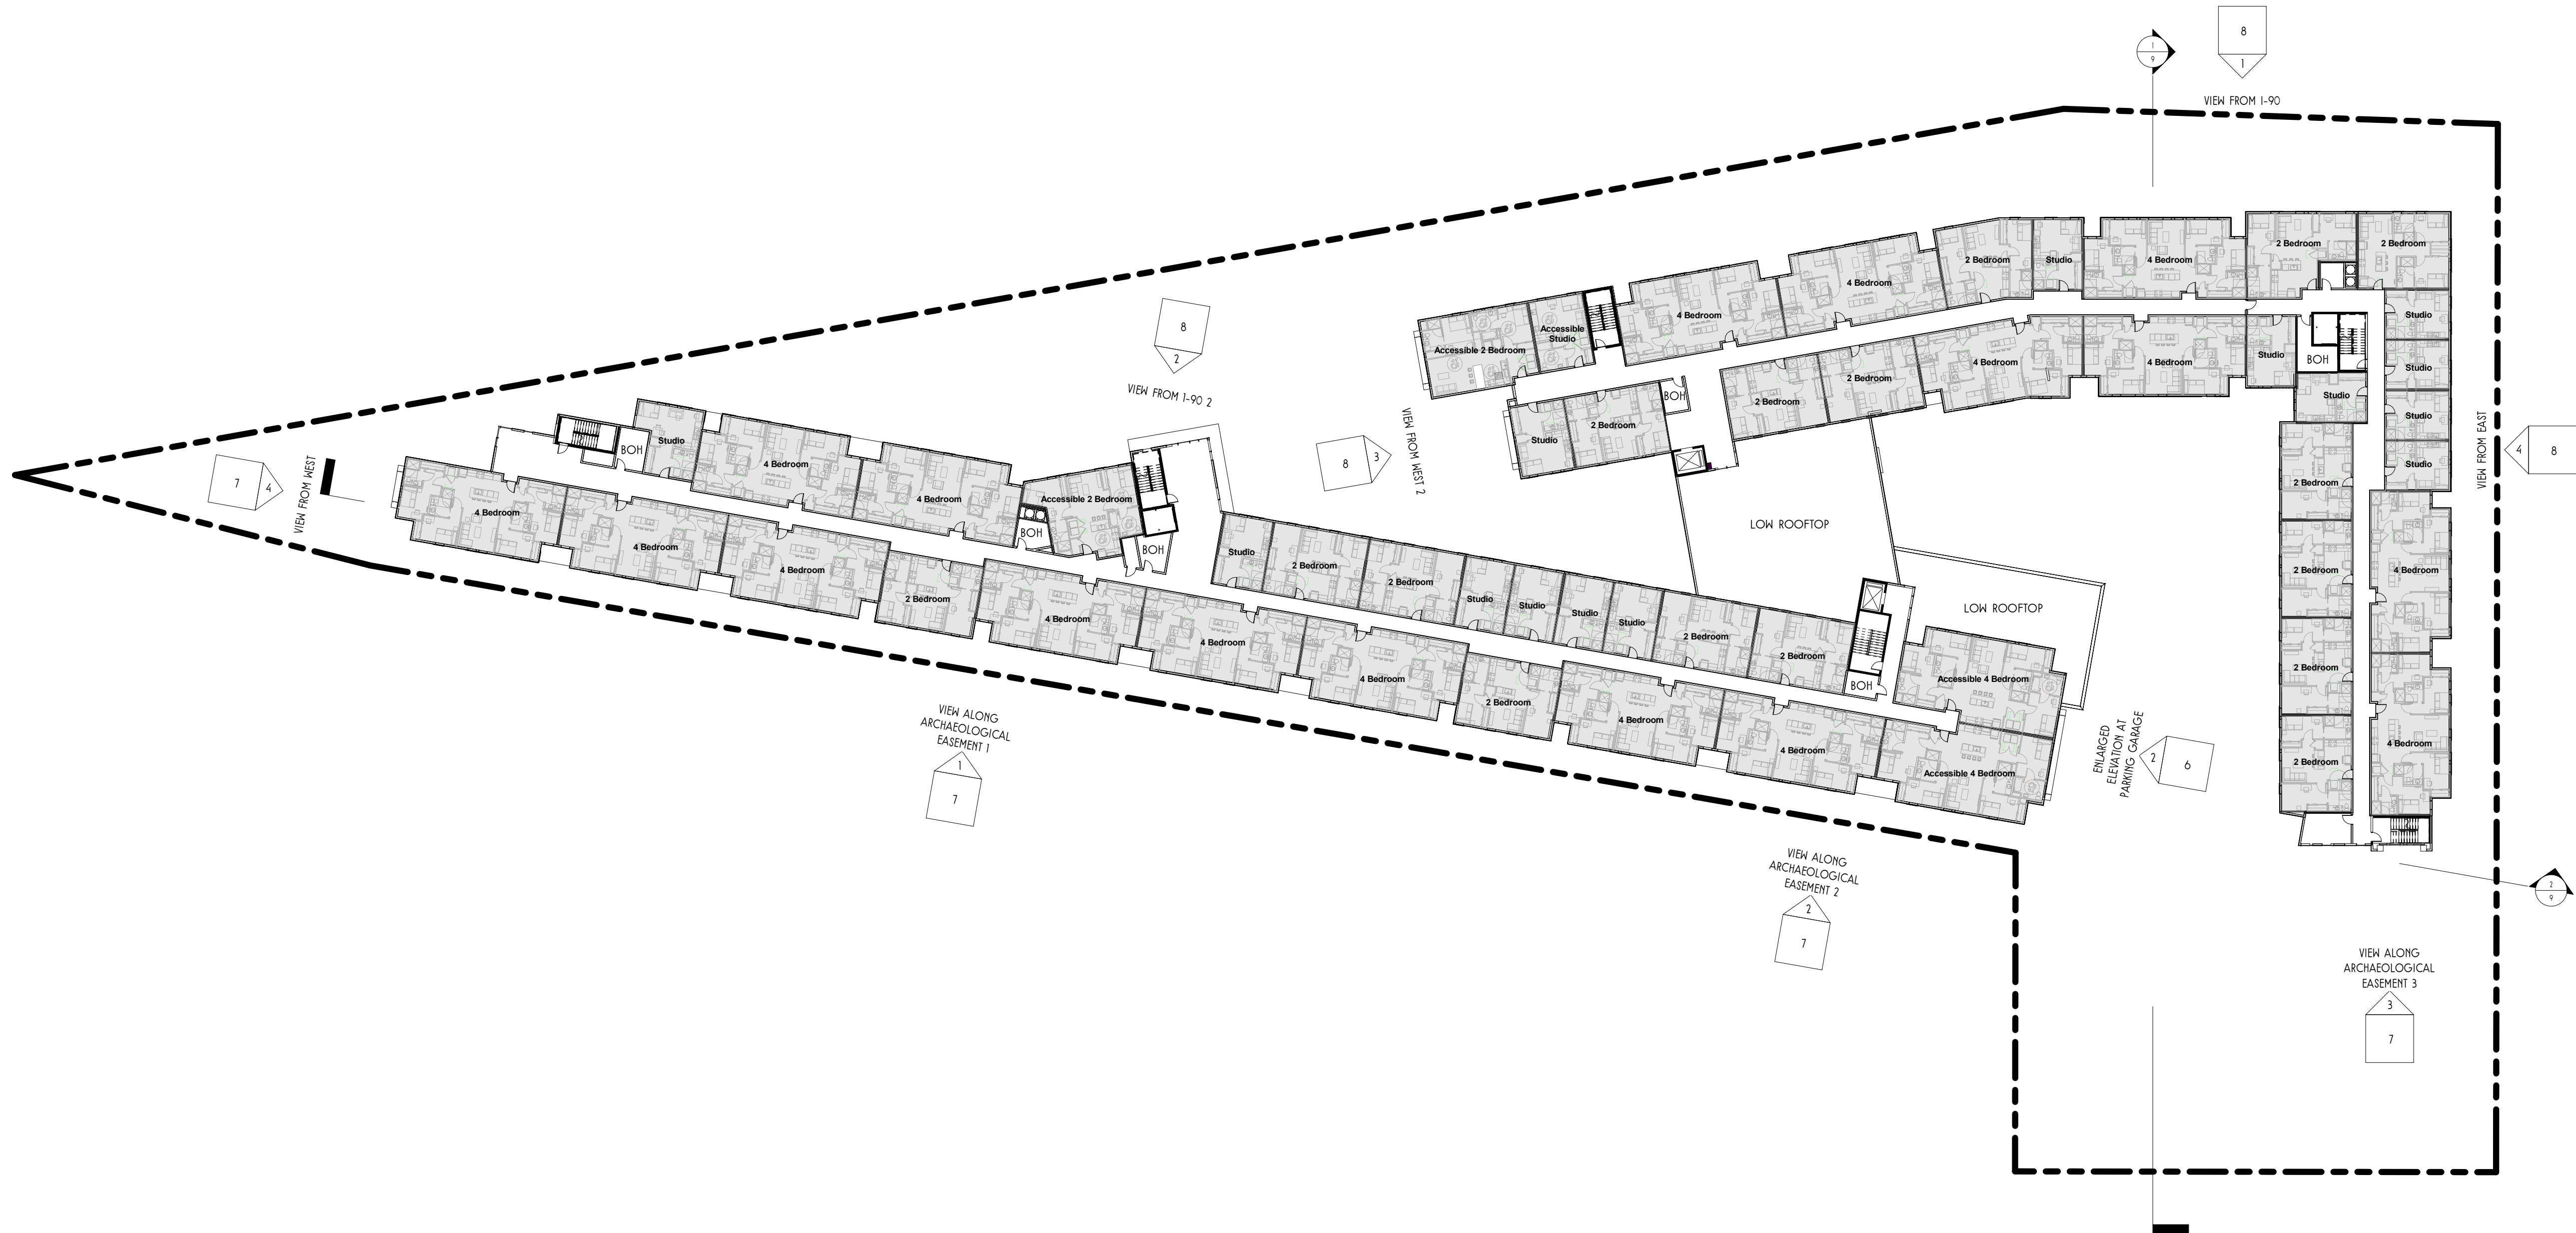 8
1
1
9
VIEW FROM I-90
2 Bedroom
2 Bedroom
4 Bedroom
Studio
2 Bedroom
4 Bedroom
4 Bedroom
Accessible
Studio
Accessible 2 Bedroom
Studio
2 Bedroom
BOH
2 Bedroom
2 Bedroom
4 Bedroom
4 Bedroom
Studio
BOH
Studio
Studio
Studio
Studio
Studio
2 Bedroom
2 Bedroom
2 Bedroom
2 Bedroom
4 Bedroom
4 Bedroom
VIEW FROM EAST
4
8
8
2
VIEW FROM I-90 2
8
3
VIEW FROM WEST 2
7
4
VIEW FROM WEST
BOH
Studio
4 Bedroom
4 Bedroom
Accessible 2 Bedroom
BOH
BOH
4 Bedroom
4 Bedroom
4 Bedroom
2 Bedroom
4 Bedroom
4 Bedroom
4 Bedroom
2 Bedroom
4 Bedroom
4 Bedroom
Accessible 4 Bedroom
Studio
2 Bedroom
2 Bedroom
Studio
Studio
Studio
Studio
2 Bedroom
2 Bedroom
BOH
Accessible 4 Bedroom
LOW ROOFTOP
LOW ROOFTOP
ENLARGED
ELEVATION AT
PARKING GARAGE
2
6
VIEW ALONG
ARCHAEOLOGICAL
EASEMENT 1
1
7
VIEW ALONG
ARCHAEOLOGICAL
EASEMENT 2
2
7
2
9
VIEW ALONG
ARCHAEOLOGICAL
EASEMENT 3
3
7